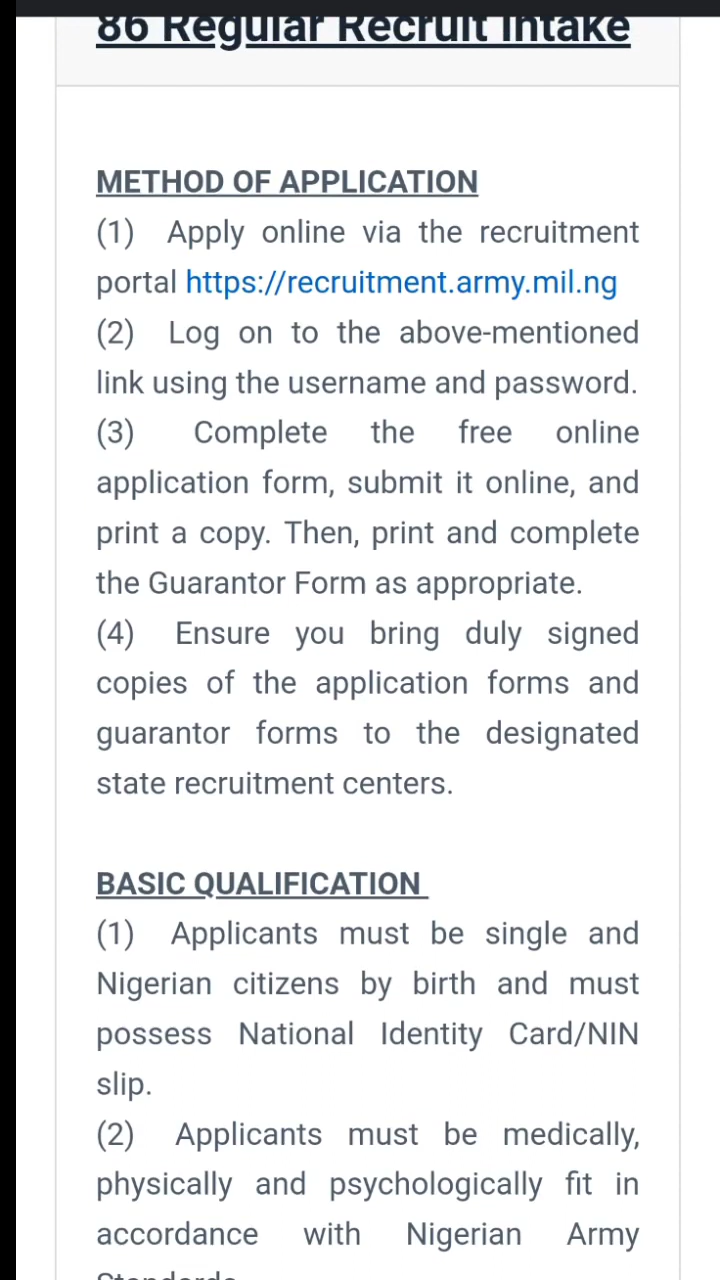 86 Regular Recruit Intake
METHOD OF APPLICATION
(1) Apply online via the recruitment
portal https://recruitment.army.mil.ng
(2) Log on to the above-mentioned
link using the username and password.
(3) Complete the free online
application form, submit it online, and
print a copy. Then, print and complete
the Guarantor Form as appropriate.
(4) Ensure you bring duly signed
copies of the application forms and
guarantor forms to the designated
state recruitment centers.
BASIC QUALIFICATION
(1) Applicants must be single and
Nigerian citizens by birth and must
possess National Identity Card/NIN
slip.
(2) Applicants must be medically,
physically and psychologically fit in
accordance with Nigerian Army